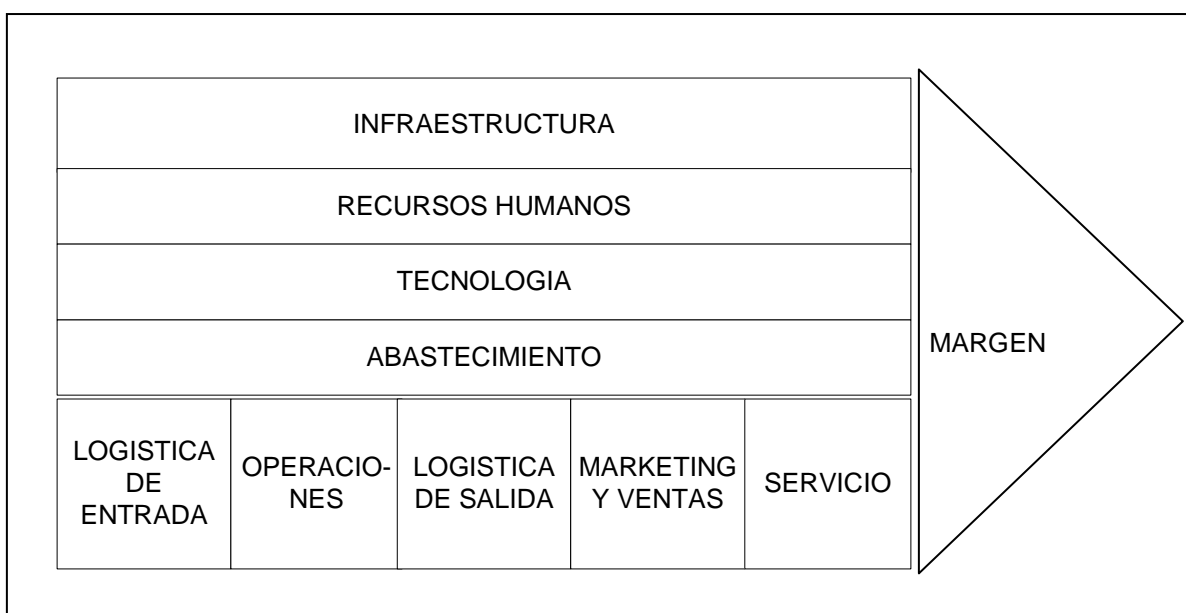 INFRAESTRUCTURA
RECURSOS HUMANOS
TECNOLOGIA
ABASTECIMIENTO
MARGEN
LOGISTICA
DE
ENTRADA
OPERACIO-
NES
LOGISTICA
DE SALIDA
MARKETING
Y VENTAS
SERVICIO